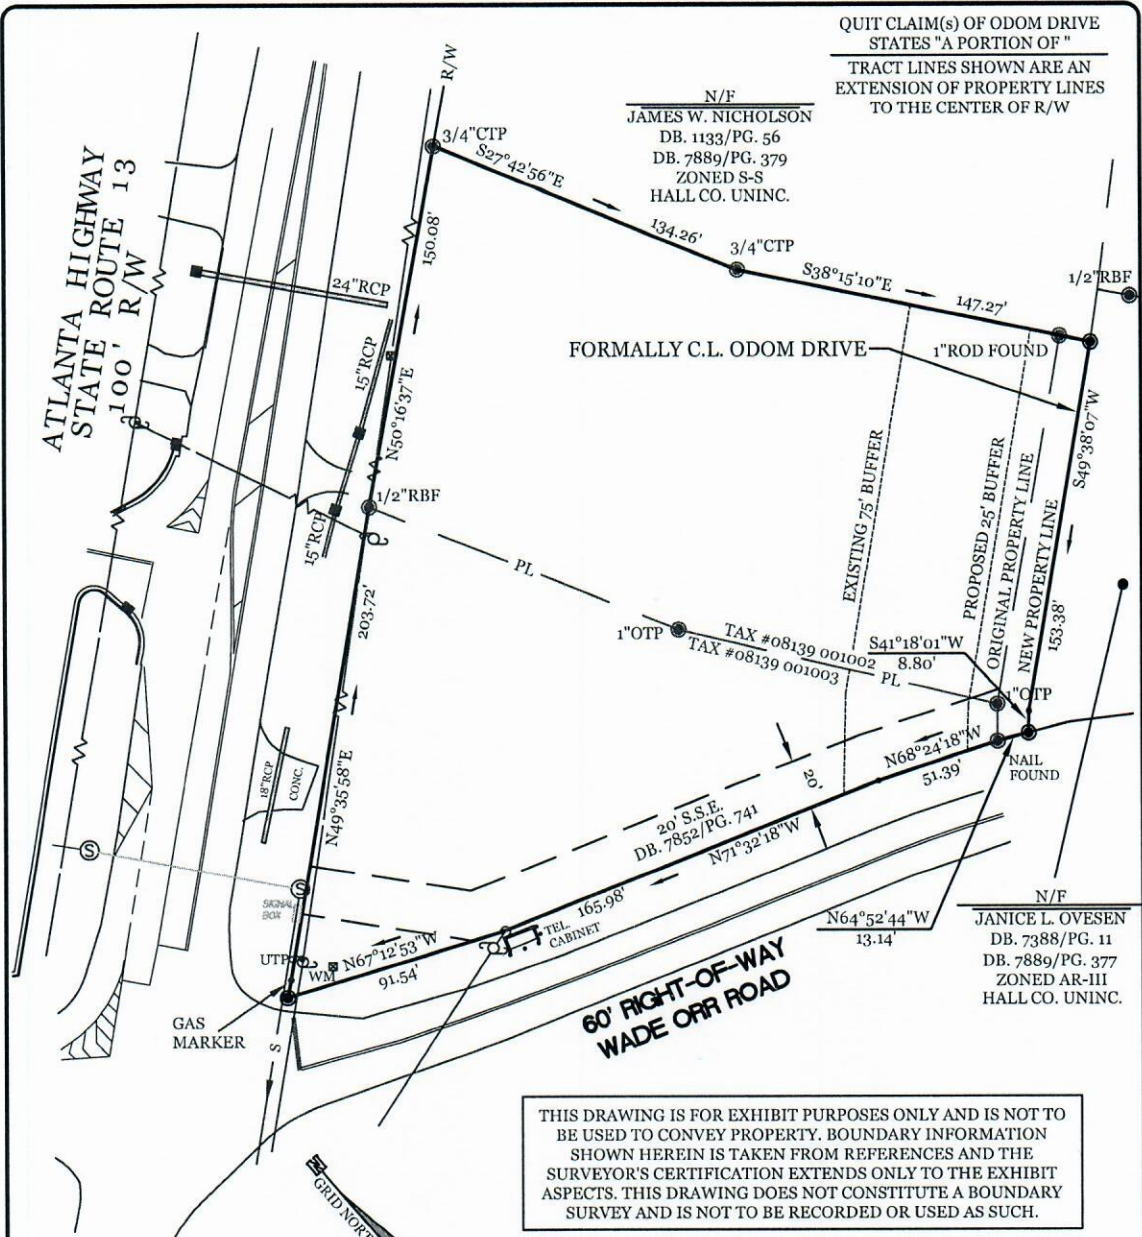 QUIT CLAIM(s) OF ODOM DRIVE
STATES "A PORTION OF "
TRACT LINES SHOWN ARE AN
EXTENSION OF PROPERTY LINES
TO THE CENTER OF R/W
N/F
JAMES W. NICHOLSON
DB. 1133/PG. 56
DB. 7889/PG. 379
ZONED S-S
HALL CO. UNINC.
R/W
3/4"CTP
S27°42'56"E
134.26'
3/4"CTP
S38°15'10"E
147.27'
1/2"RBF
ATLANTA HIGHWAY
STATE ROUTE 13
100' R/W
150.08'
24"RCP
15"RCP
N50°16'37"E
FORMALLY C.L. ODOM DRIVE
1"ROD FOUND
S49°38'07"W
1/2"RBF
15"RCP
EXISTING 75' BUFFER
PROPOSED 25' BUFFER
ORIGINAL PROPERTY LINE
NEW PROPERTY LINE
PL
203.72'
153.38'
1"OTP
TAX #08139 001002
TAX #08139 001003
PL
S41°18'01"W
8.80'
1"OTP
N68°24'18"W
51.39'
NAIL
FOUND
20'
18"RCP
CONC.
N49°35'58"E
20' S.S.E.
DB. 7852/PG. 741
N71°32'18"W
165.98'
S
S
SIGNAL
BOX
TEL.
CABINET
N64°52'44"W
13.14'
N/F
JANICE L. OVESEN
DB. 7388/PG. 11
DB. 7889/PG. 377
ZONED AR-III
HALL CO. UNINC.
UTP
WM
N67°12'53"W
91.54'
GAS
MARKER
S
60' RIGHT-OF-WAY
WADE ORR ROAD
THIS DRAWING IS FOR EXHIBIT PURPOSES ONLY AND IS NOT TO
BE USED TO CONVEY PROPERTY. BOUNDARY INFORMATION
SHOWN HEREIN IS TAKEN FROM REFERENCES AND THE
SURVEYOR'S CERTIFICATION EXTENDS ONLY TO THE EXHIBIT
ASPECTS. THIS DRAWING DOES NOT CONSTITUTE A BOUNDARY
SURVEY AND IS NOT TO BE RECORDED OR USED AS SUCH.
GRID NORTH